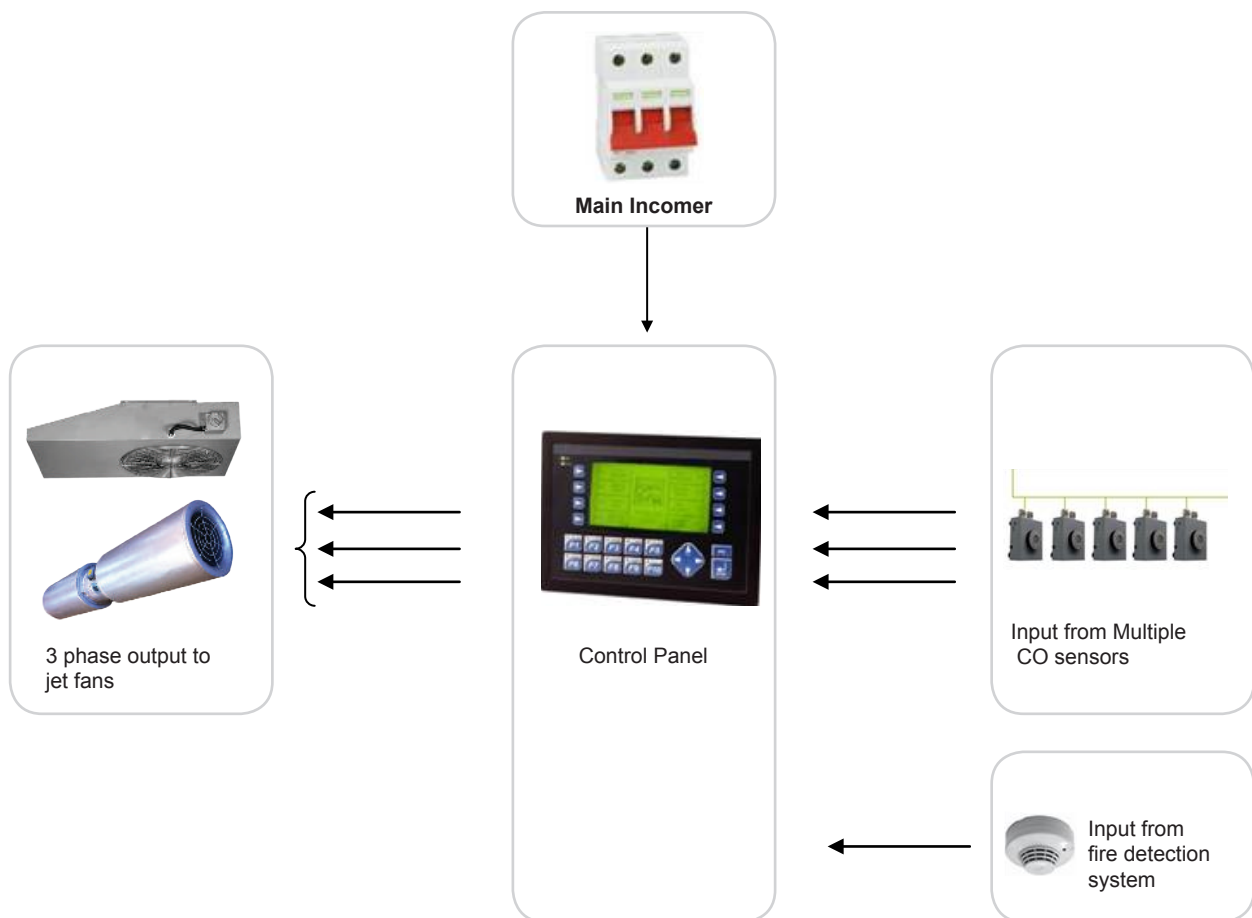 Main Incomer
3 phase output to
jet fans
Control Panel
Input from Multiple
CO sensors
Input from
fire detection
system